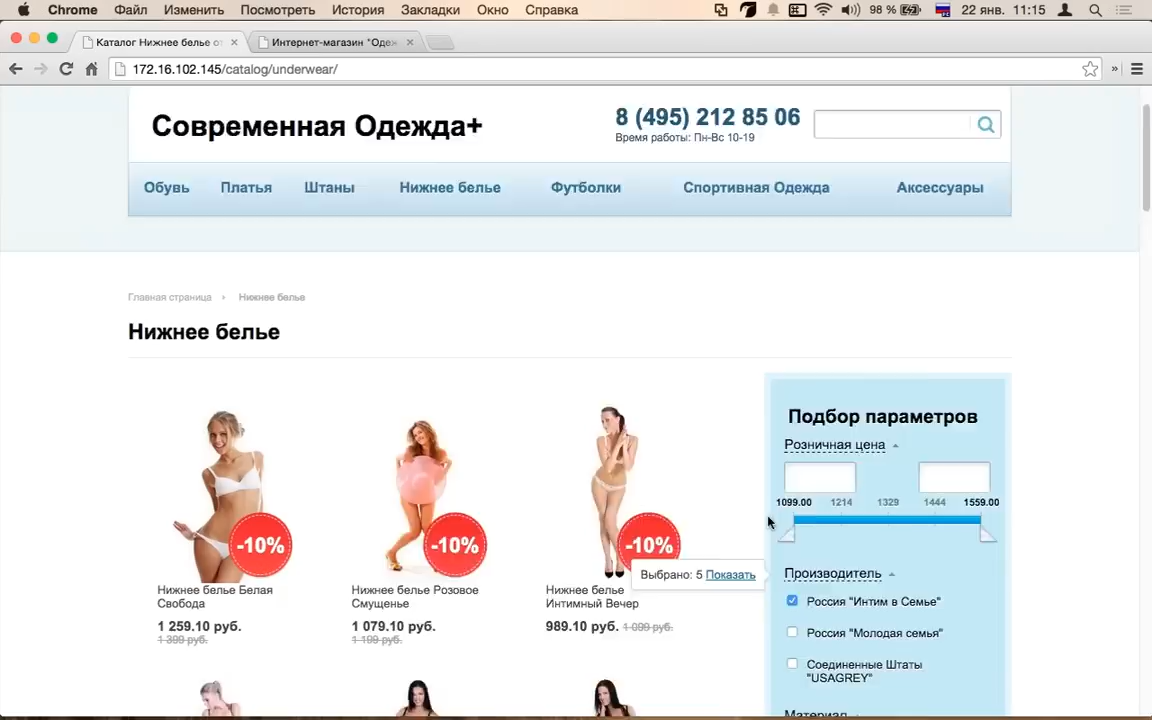 Chrome Файл Изменить Посмотреть История Закладки Окно Справка 98 % 22 янв. 11:15
Каталог Нижнее белье о Интернет-магазин "Одеж
172.16.102.145/catalog/underwear/
Современная Одежда+
8 (495) 212 85 06
Время работы: Пн-Вс 10-19
Обувь Платья Штаны Нижнее белье Футболки Спортивная Одежда Аксессуары
Главная страница Нижнее белье
Нижнее белье
-10% -10% -10%
Нижнее белье Белая
Свобода
1 259.10 руб.
1 399 руб.
Нижнее белье Розовое
Смущенье
1 079.10 руб.
1 199 руб.
Нижнее белье
Интимный Вечер
989.10 руб. 1 099 руб.
Выбрано: 5 Показать
Подбор параметров
Розничная цена
1099.00 1214 1329 1444 1559.00
Производитель
Россия "Интим в Семье"
Россия "Молодая семья"
Соединенные Штаты
"USAGREY"
Материал